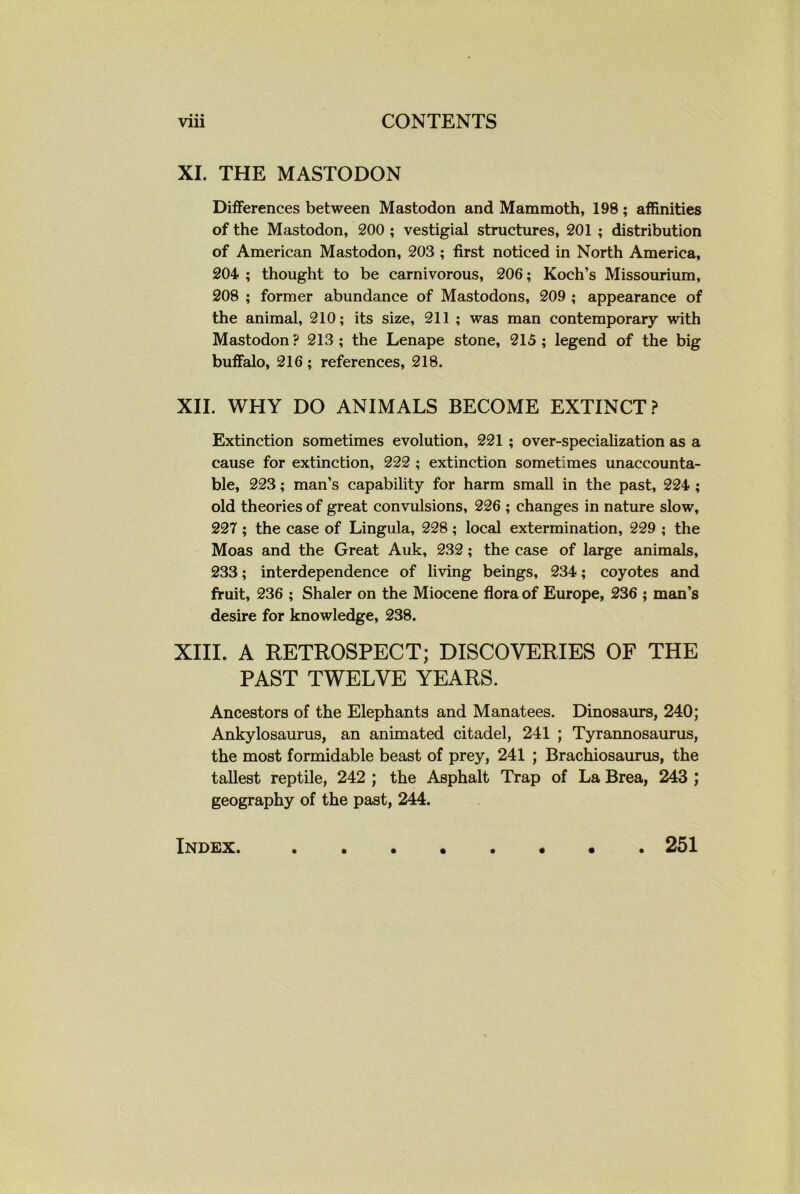 viii CONTENTS
XI. THE MASTODON
Differences between Mastodon and Mammoth, 198 ; affinities
of the Mastodon, 200 ; vestigial structures, 201 ; distribution
of American Mastodon, 203 ; first noticed in North America,
204 ; thought to be carnivorous, 206; Koch's Missourium,
208 ; former abundance of Mastodons, 209 ; appearance of
the animal, 210; its size, 211 ; was man contemporary with
Mastodon? 213 ; the Lenape stone, 215 ; legend of the big
buffalo, 216 ; references, 218.
XII. WHY DO ANIMALS BECOME EXTINCT?
Extinction sometimes evolution, 221 ; over-specialization as a
cause for extinction, 222 ; extinction sometimes unaccounta-
ble, 223 ; man's capability for harm small in the past, 224 ;
old theories of great convulsions, 226 ; changes in nature slow,
227 ; the case of Lingula, 228 ; local extermination, 229 ; the
Moas and the Great Auk, 232 ; the case of large animals,
233 ; interdependence of living beings, 234; coyotes and
fruit, 236 ; Shaler on the Miocene flora of Europe, 236 ; man's
desire for knowledge, 238.
XIII. A RETROSPECT; DISCOVERIES OF THE
PAST TWELVE YEARS.
Ancestors of the Elephants and Manatees. Dinosaurs, 240;
Ankylosaurus, an animated citadel, 241 ; Tyrannosaurus,
the most formidable beast of prey, 241 ; Brachiosaurus, the
tallest reptile, 242 ; the Asphalt Trap of La Brea, 243 ;
geography of the past, 244.
INDEX. . . . . . . . . 251